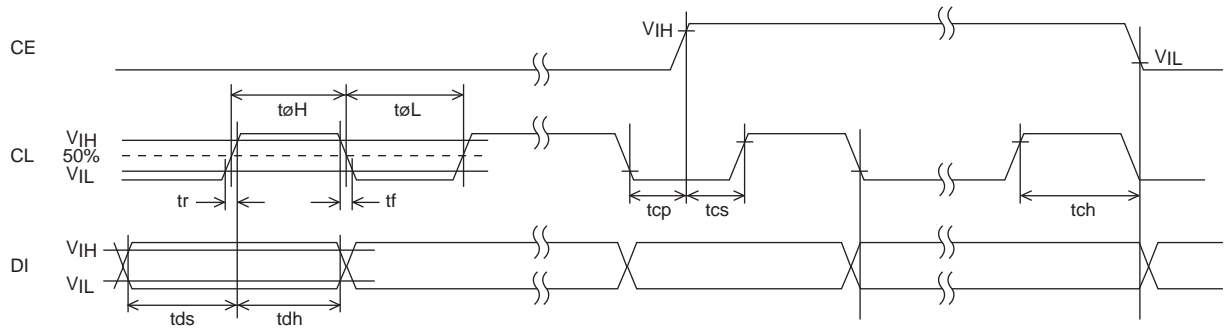 CE
VIH
VIL
tøH
tøL
CL
VIH
50%
VIL
tr
tf
tcp
tcs
tch
DI
VIH
VIL
tds
tdh